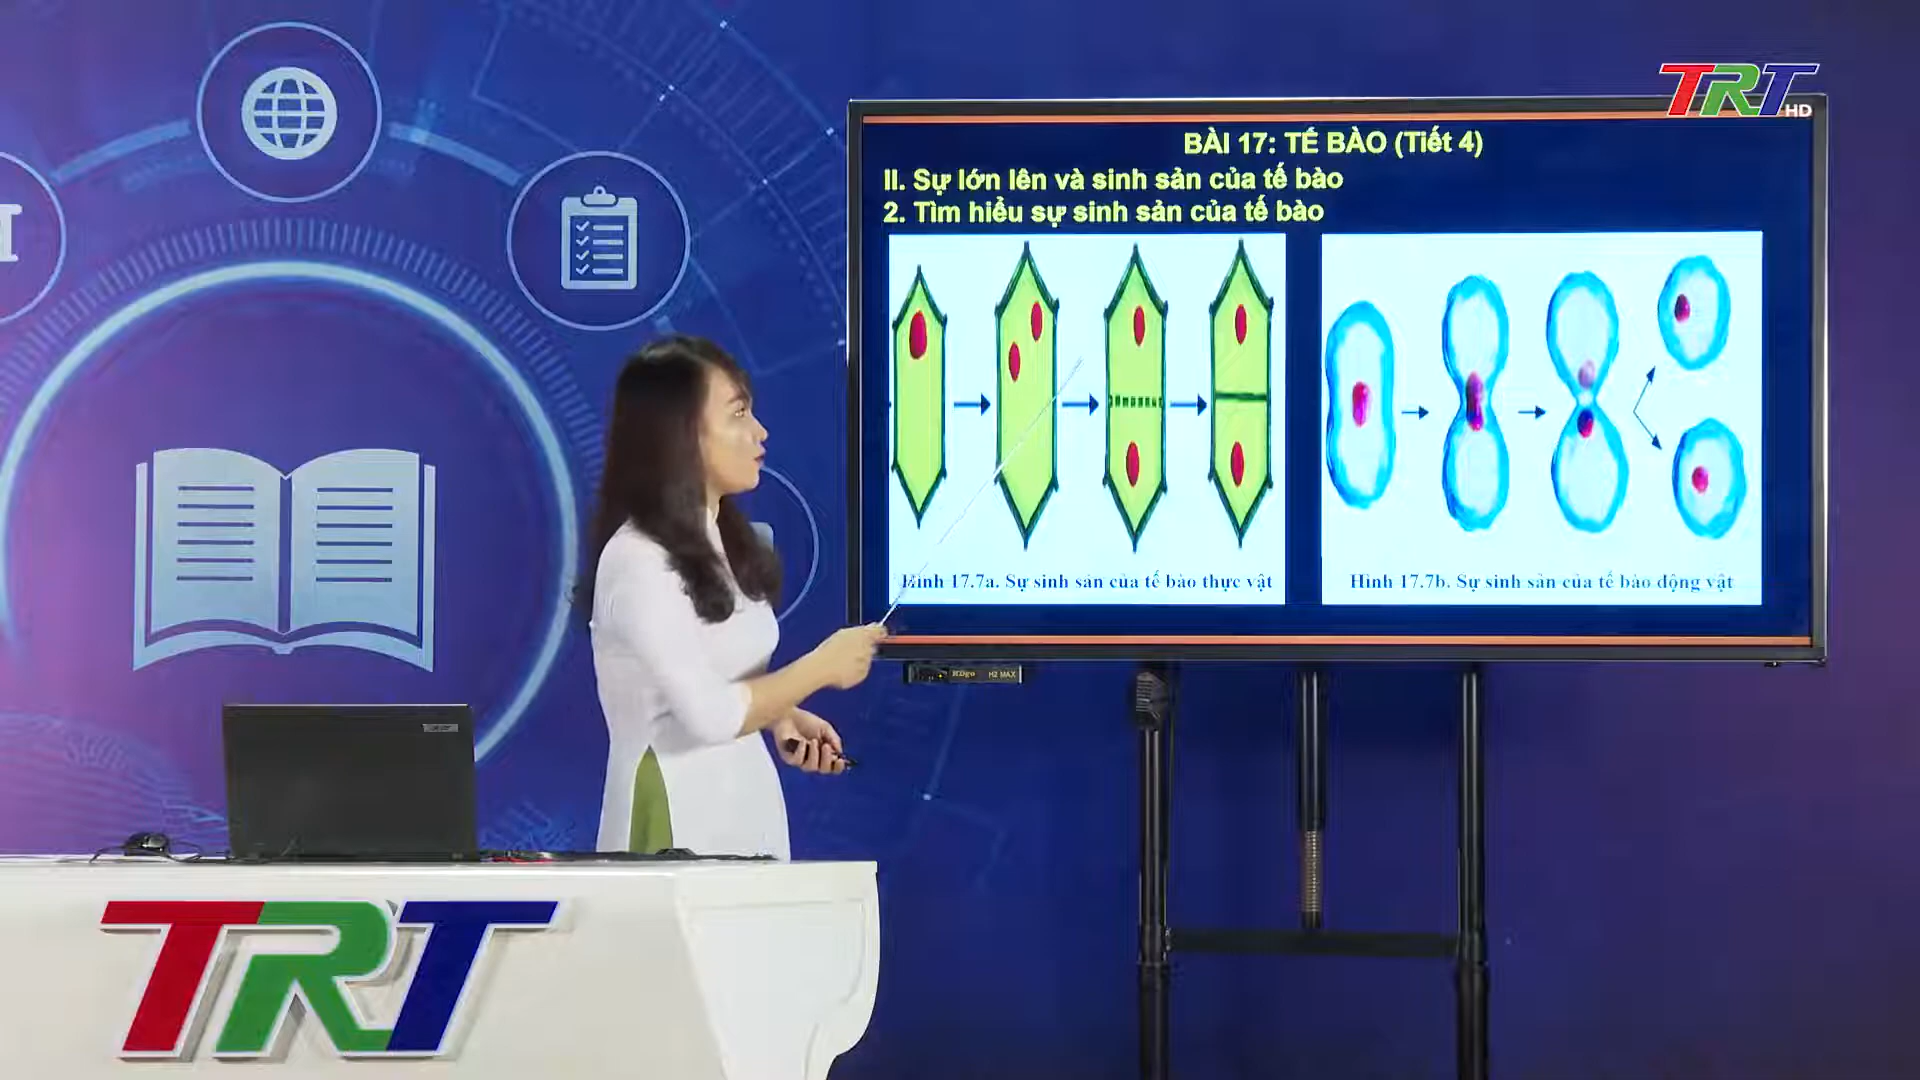 TRT HD
BÀI 17: TẾ BÀO (Tiết 4)
II. Sự lớn lên và sinh sản của tế bào
2. Tìm hiểu sự sinh sản của tế bào
Hình 17.7a. Sự sinh sản của tế bào thực vật
Hình 17.7b. Sự sinh sản của tế bào động vật
H2 MAX
TRT